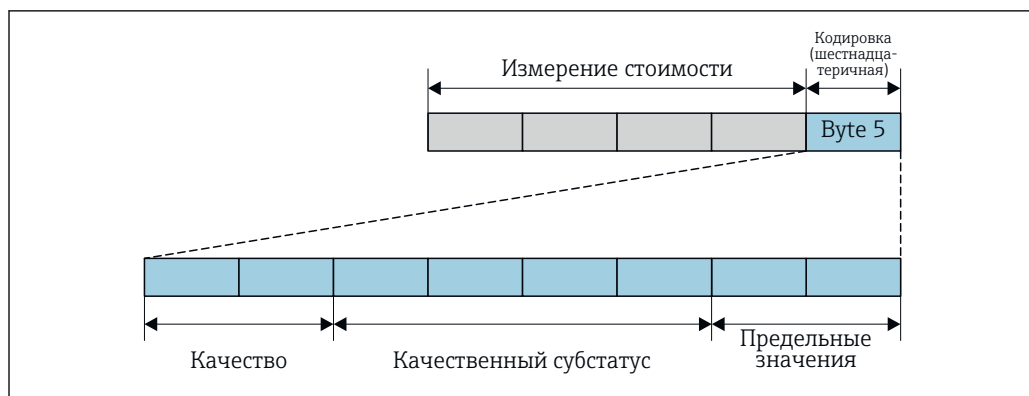 Кодировка
(шестнадца-
теричная)
Измерение стоимости
Byte 5
Качество
Качественный субстатус
Предельные
значения